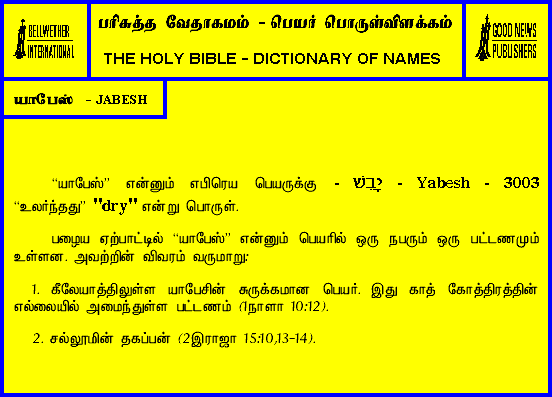 BELLWETHER
INTERNATIONAL
பரிசுத்த வேதாகமம் - பெயர் பொருள்விளக்கம்
THE HOLY BIBLE - DICTIONARY OF NAMES
GOOD NEWS
PUBLISHERS
யாபேஸ் - JABESH
“யாபேஸ்” என்னும் எபிரெய பெயருக்கு - יָבֵשׁ - Yabesh - 3003
“உலர்ந்தது” "dry" என்று பொருள்.
பழைய ஏற்பாட்டில் “யாபேஸ்” என்னும் பெயரில் ஒரு நபரும் ஒரு பட்டணமும்
உள்ளன. அவற்றின் விவரம் வருமாறு:
1. கீலேயாத்திலுள்ள யாபேசின் சுருக்கமான பெயர். இது காத் கோத்திரத்தின்
எல்லையில் அமைந்துள்ள பட்டணம் (1நாளா 10:12).
2. சல்லூமின் தகப்பன் (2இராஜா 15:10,13-14).